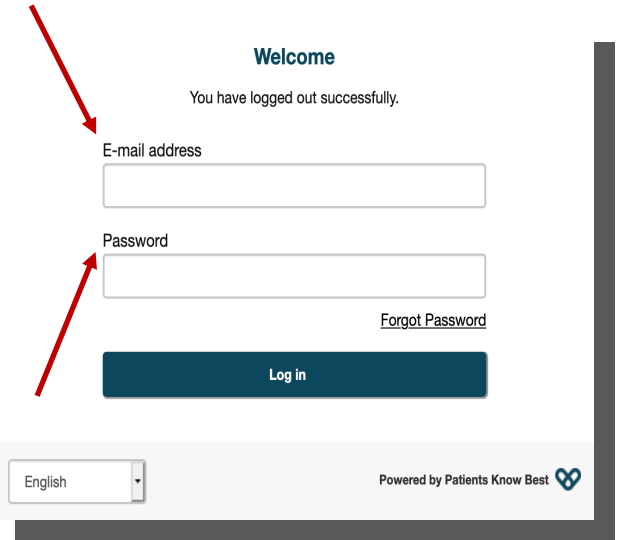 Welcome
You have logged out successfully.
E-mail address
Password
Forgot Password
Log in
English
Powered by Patients Know Best